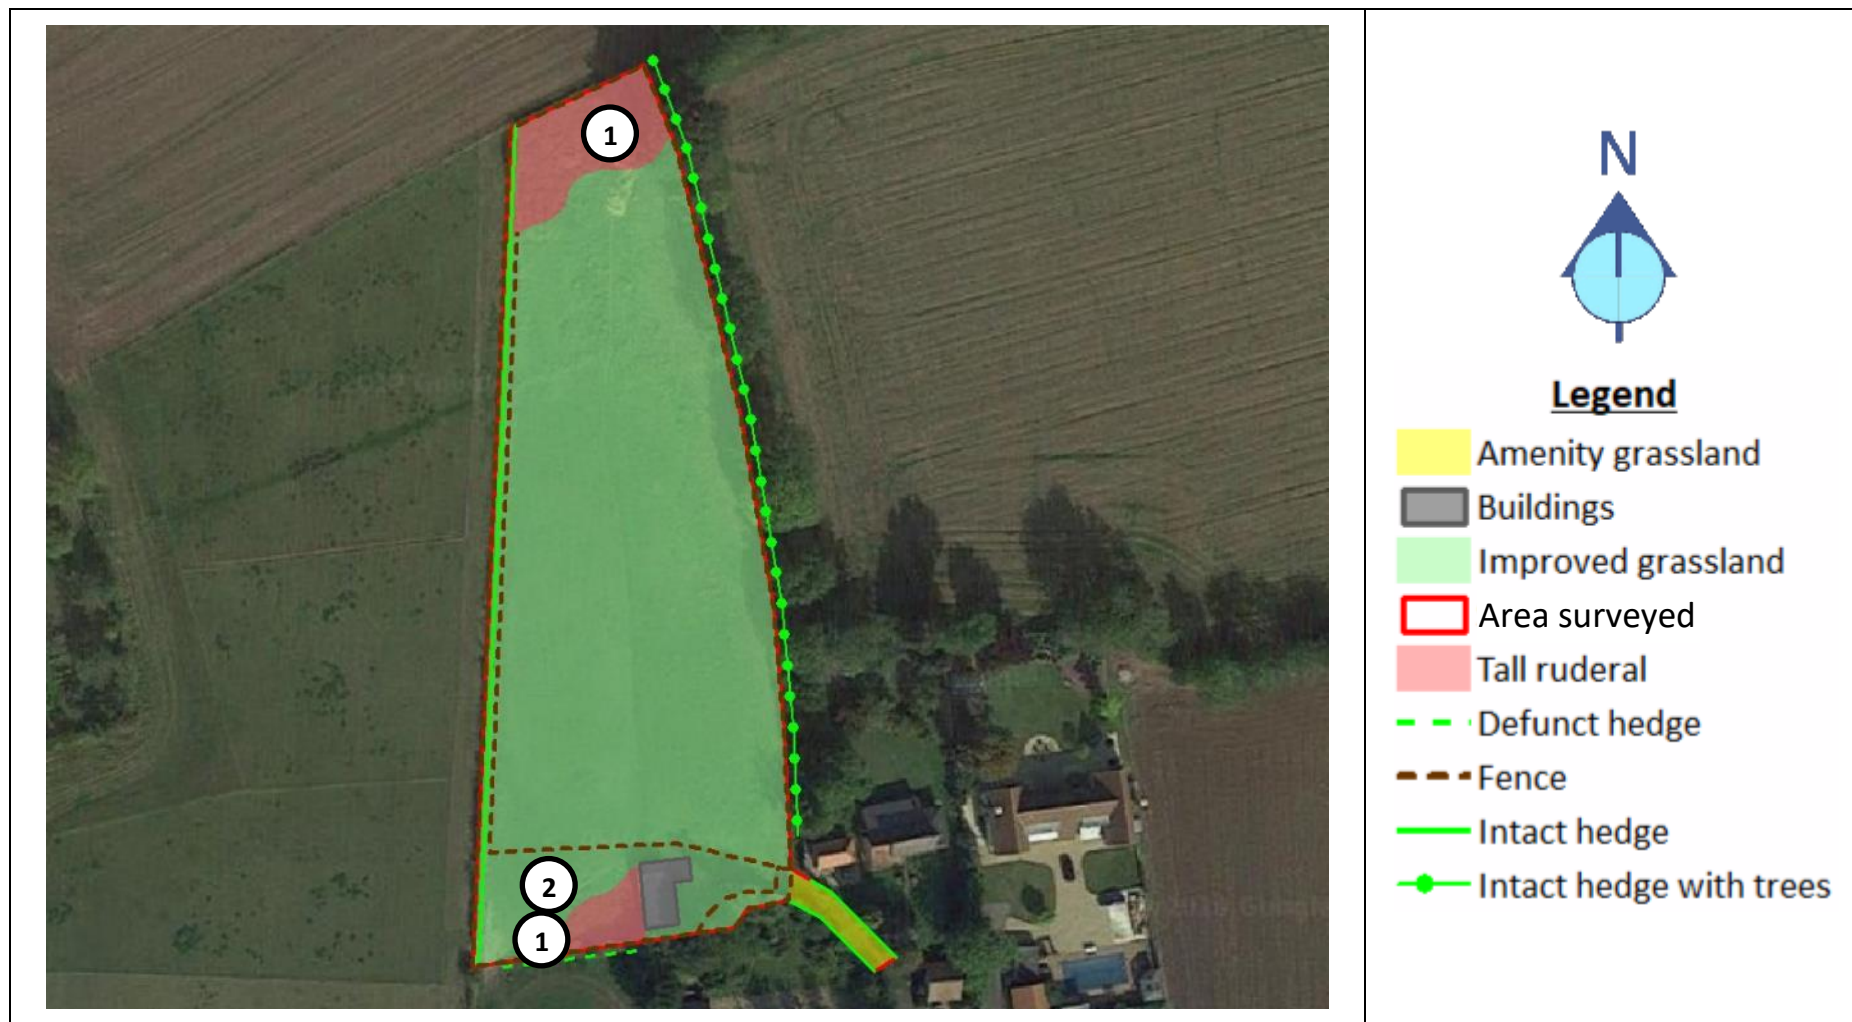 1
2
1
N
Legend
Amenity grassland
Buildings
Improved grassland
Area surveyed
Tall ruderal
Defunct hedge
Fence
Intact hedge
Intact hedge with trees